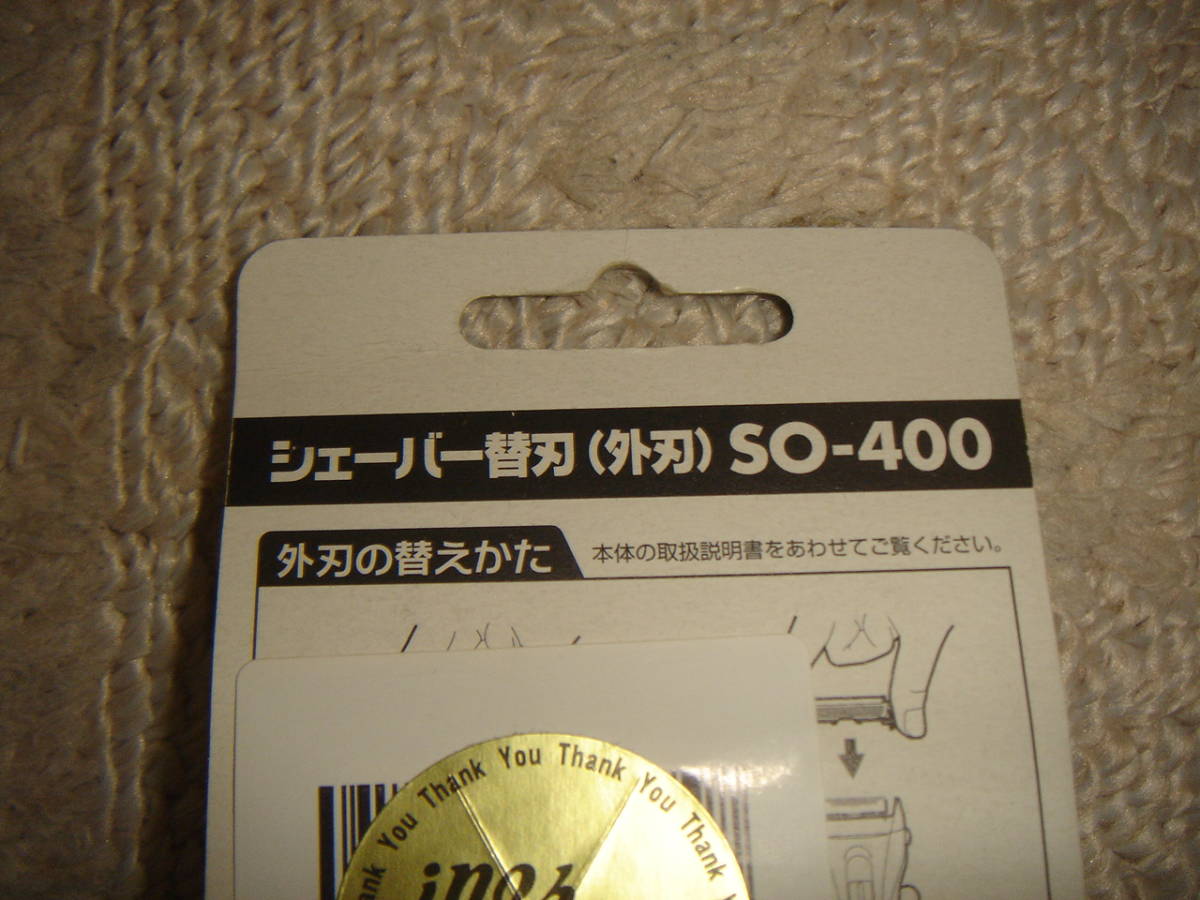 シェーバー替刃(外刃) SO-400
外刃の替えかた
本体の取扱説明書をあわせてご覧ください。
You Thank You Thank You Thank